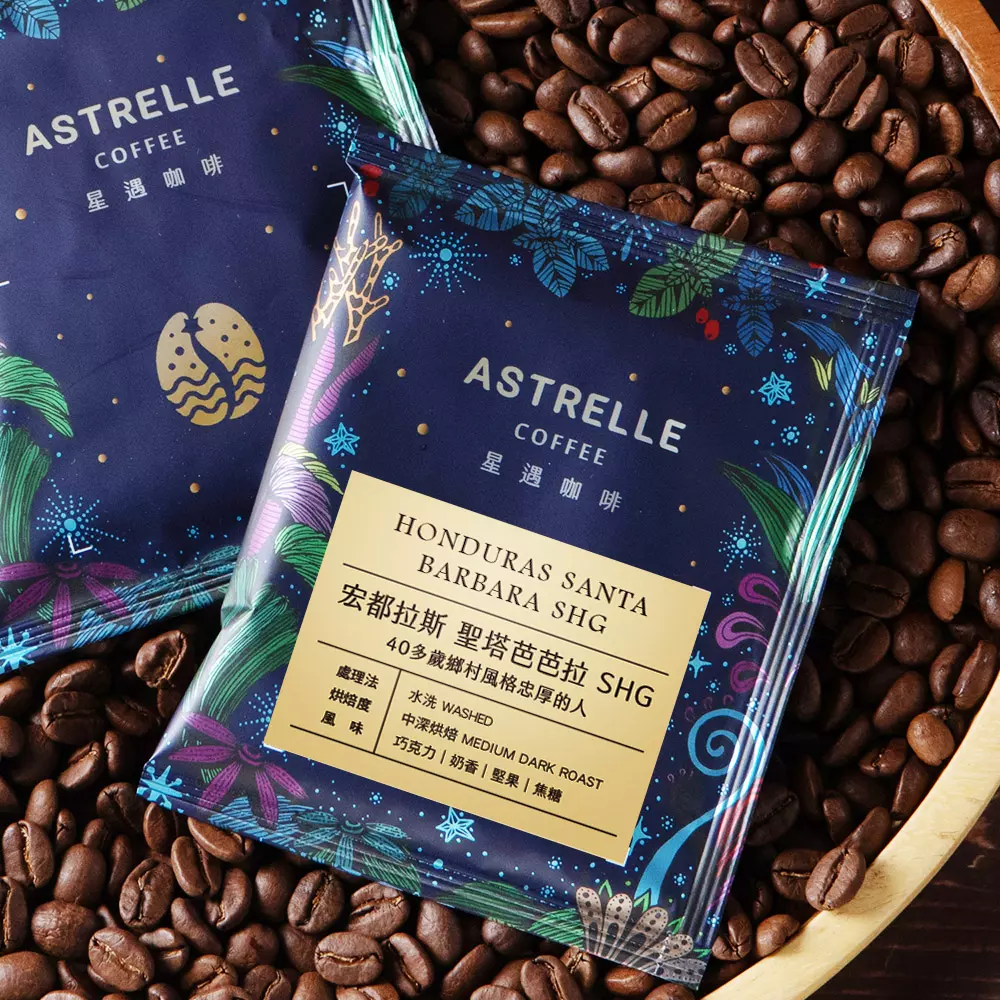 ASTRELLE
COFFEE
星遇咖啡
ASTRELLE
COFFEE
星遇咖啡
HONDURAS SANTA
BARBARA SHG
宏都拉斯 聖塔芭芭拉 SHG
40多歲鄉村風格忠厚的人
處理法 水洗 WASHED
烘焙度 中深烘焙 MEDIUM DARK ROAST
風味 巧克力|奶香|堅果|焦糖